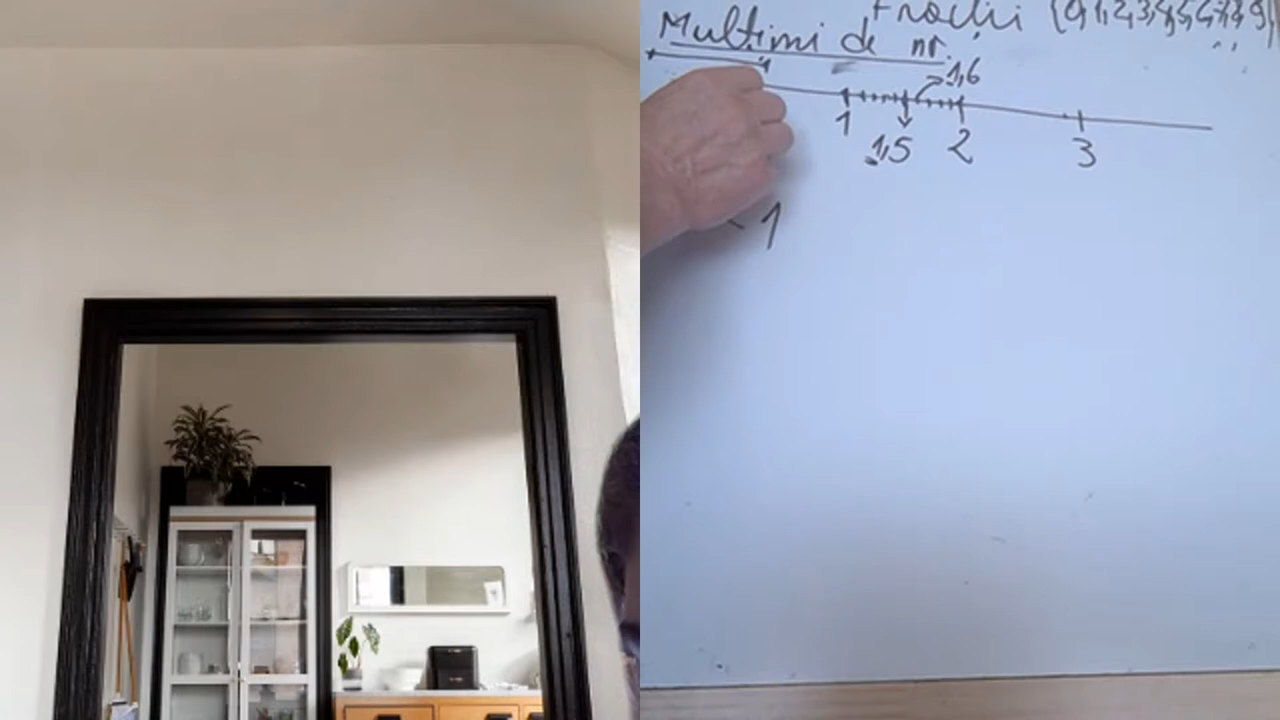 Fracții {0,1,2,3,4,5,6,7,8,9}
Mulțimi de nr.
1,6
1 1,5 2 3
< 1